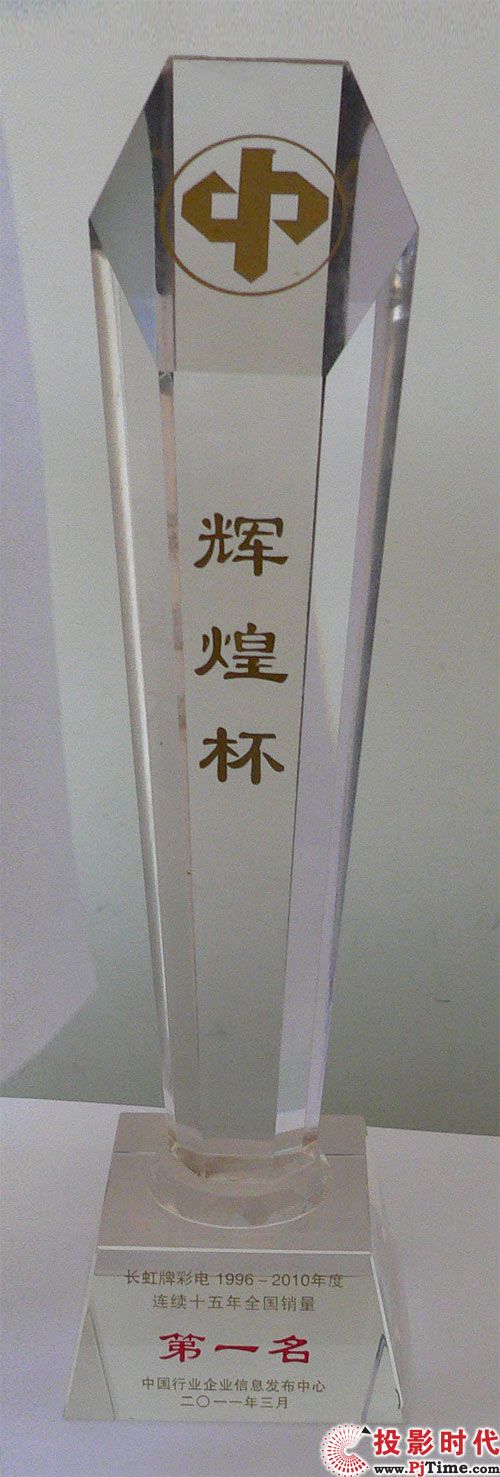 辉
煌
杯
长虹牌彩电 1996－2010年度
连续十五年全国销量
第一名
中国行业企业信息发布中心
二〇一一年三月
投影时代
www.PjTime.com